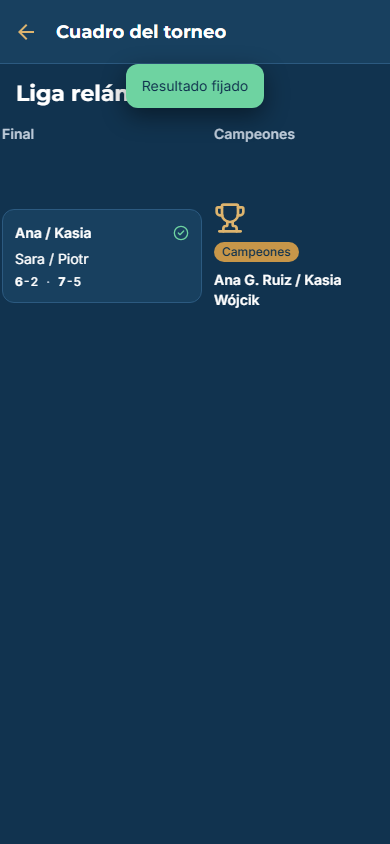 Cuadro del torneo
Resultado fijado
Liga
Final
Campeones
Ana / Kasia
Sara / Piotr
6-2 · 7-5
Campeones
Ana G. Ruiz / Kasia
Wójcik